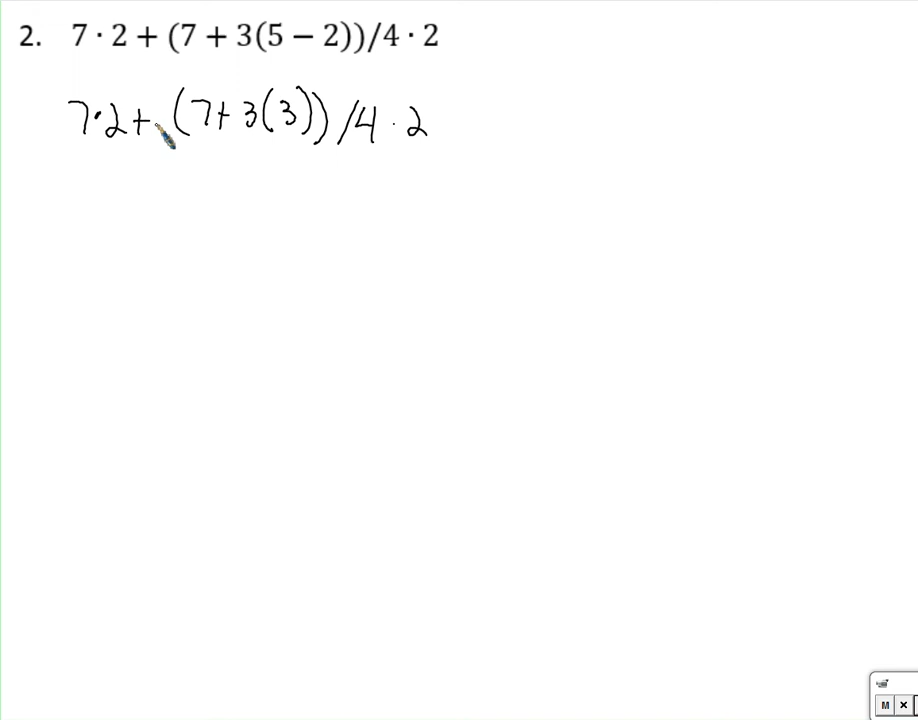 2. 7 · 2 + (7 + 3(5 − 2))/4 · 2
7·2+ (7+ 3(3)) /4 · 2
M ×